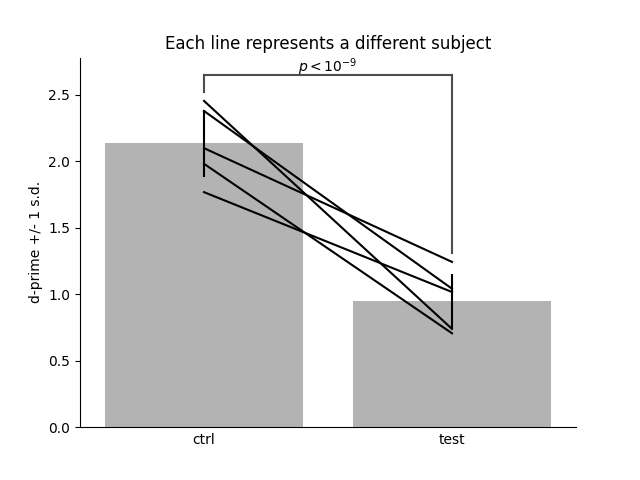 Each line represents a different subject
p < 10⁻⁹
2.5
2.0
1.5
1.0
0.5
0.0
d-prime +/- 1 s.d.
ctrl
test